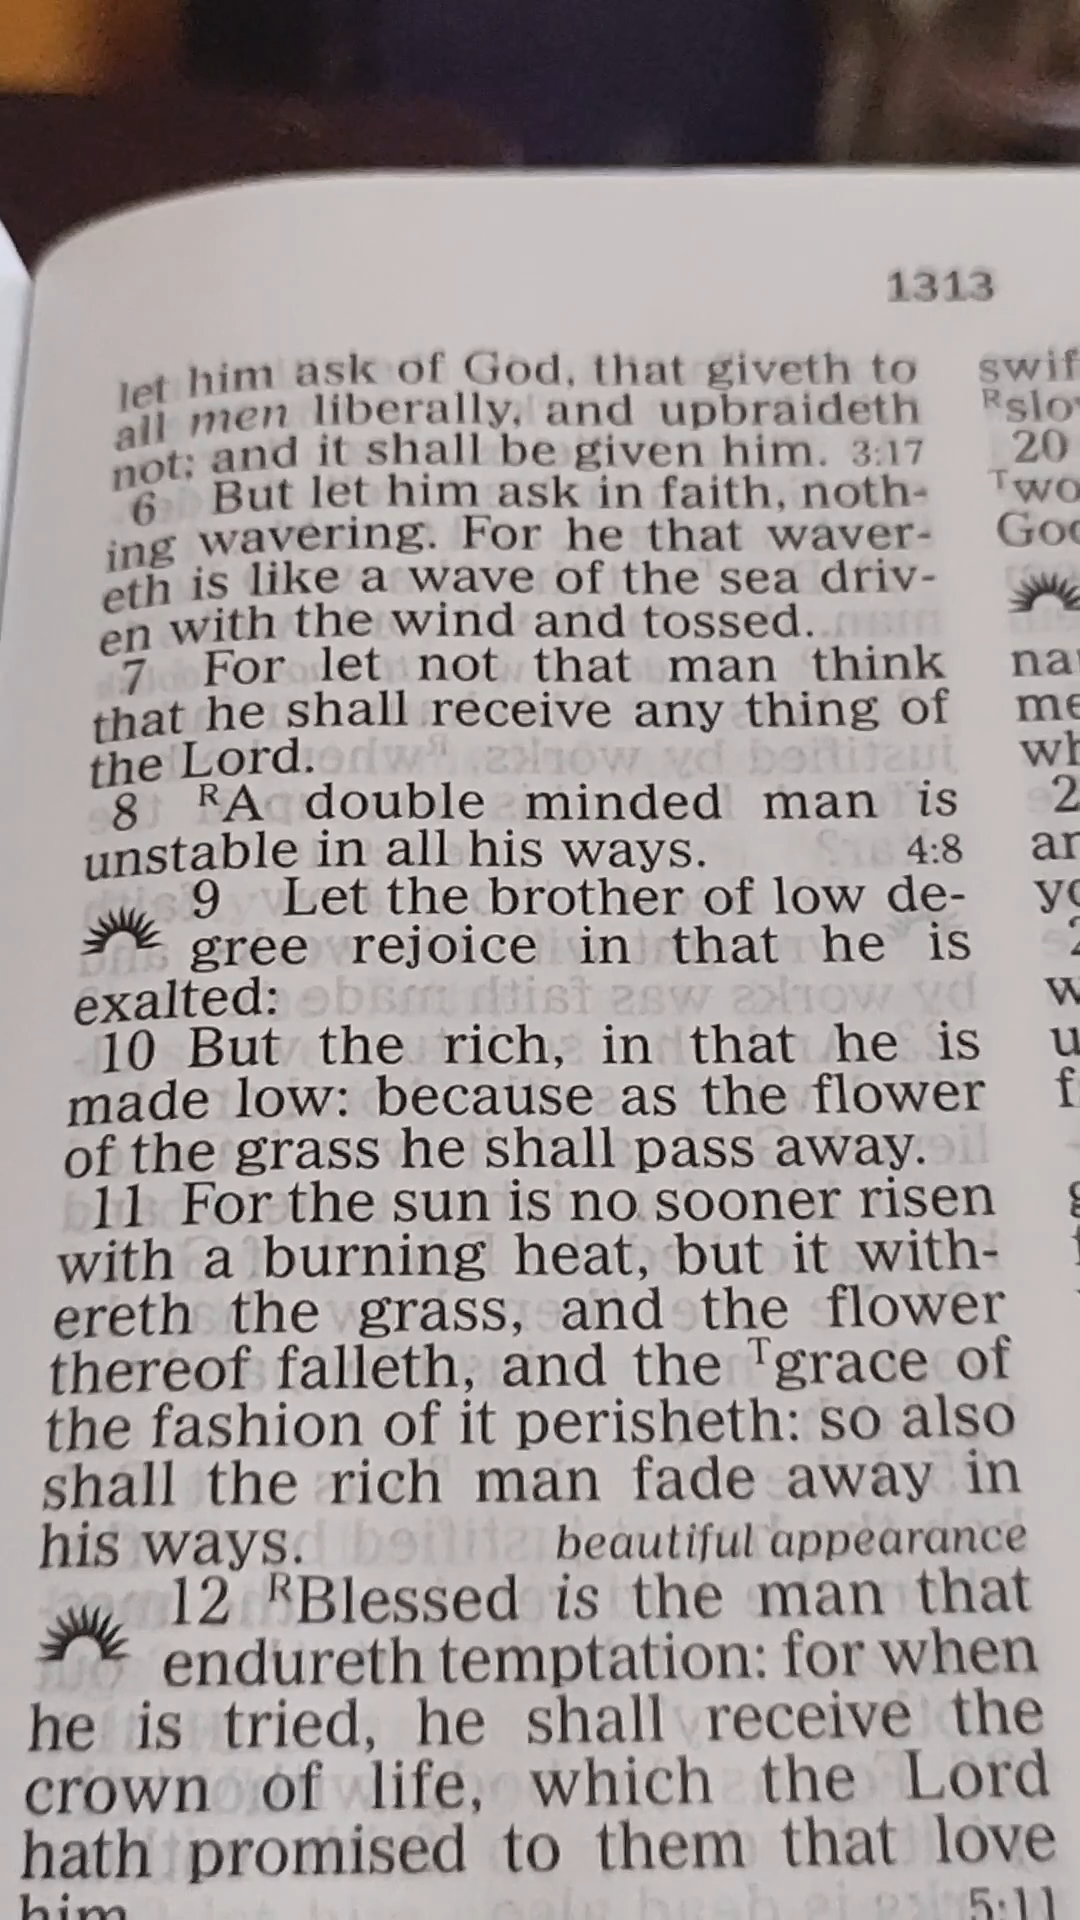 1313
let him ask of God, that giveth to
all men liberally, and upbraideth
not; and it shall be given him. 3:17
6 But let him ask in faith, noth-
ing wavering. For he that waver-
eth is like a wave of the sea driv-
en with the wind and tossed.
7 For let not that man think
that he shall receive any thing of
the Lord.
8 ᴿA double minded man is
unstable in all his ways. 4:8
9 Let the brother of low de-
gree rejoice in that he is
exalted:
10 But the rich, in that he is
made low: because as the flower
of the grass he shall pass away.
11 For the sun is no sooner risen
with a burning heat, but it with-
ereth the grass, and the flower
thereof falleth, and the ᵀgrace of
the fashion of it perisheth: so also
shall the rich man fade away in
his ways. beautiful appearance
12 ᴿBlessed is the man that
endureth temptation: for when
he is tried, he shall receive the
crown of life, which the Lord
hath promised to them that love
him 5:11
swif
ᴿslo
20
ᵀwo
God
na
me
wh
2
ar
yo
w
u
f